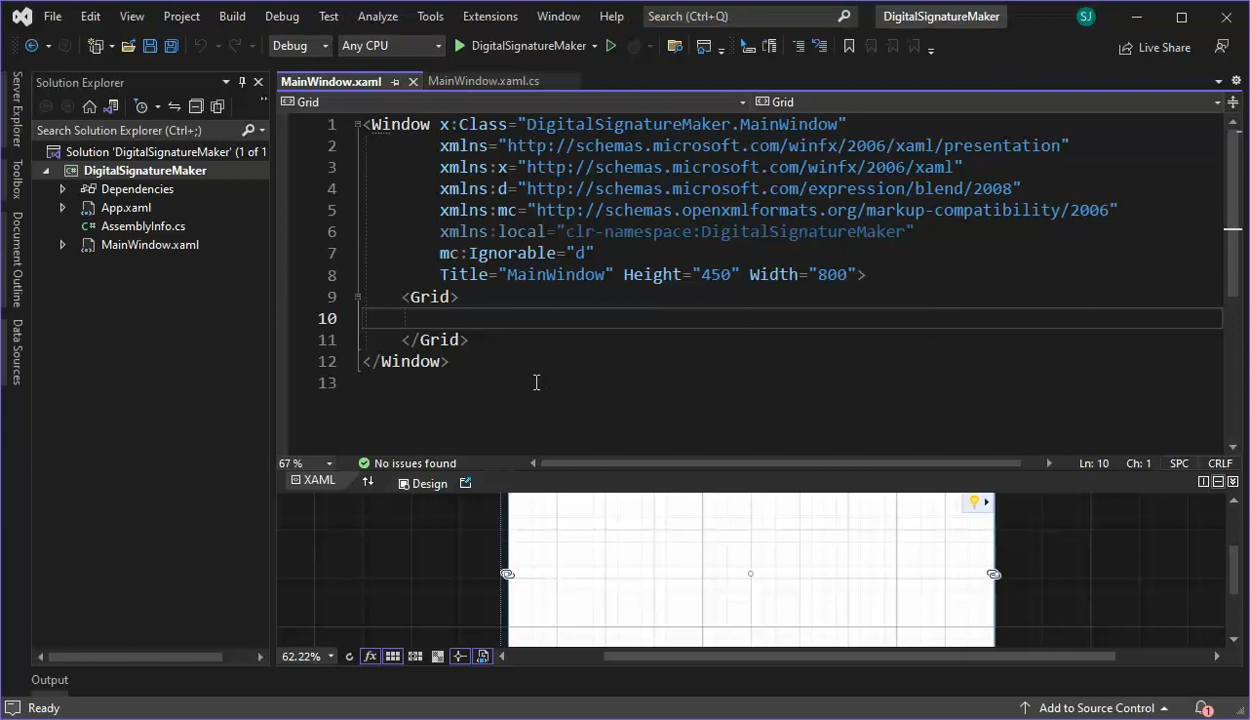 File Edit View Project Build Debug Test Analyze Tools Extensions Window Help Search (Ctrl+Q) DigitalSignatureMaker SJ
Debug Any CPU DigitalSignatureMaker Live Share
Server Explorer
Toolbox
Document Outline
Data Sources
Solution Explorer
Search Solution Explorer (Ctrl+;)
Solution 'DigitalSignatureMaker' (1 of 1
DigitalSignatureMaker
Dependencies
App.xaml
AssemblyInfo.cs
MainWindow.xaml
MainWindow.xaml MainWindow.xaml.cs
Grid Grid
1 <Window x:Class="DigitalSignatureMaker.MainWindow"
2 xmlns="http://schemas.microsoft.com/winfx/2006/xaml/presentation"
3 xmlns:x="http://schemas.microsoft.com/winfx/2006/xaml"
4 xmlns:d="http://schemas.microsoft.com/expression/blend/2008"
5 xmlns:mc="http://schemas.openxmlformats.org/markup-compatibility/2006"
6 xmlns:local="clr-namespace:DigitalSignatureMaker"
7 mc:Ignorable="d"
8 Title="MainWindow" Height="450" Width="800">
9 <Grid>
10
11 </Grid>
12 </Window>
13
67 % No issues found Ln: 10 Ch: 1 SPC CRLF
XAML Design
62.22% fx
Output
Ready Add to Source Control 1